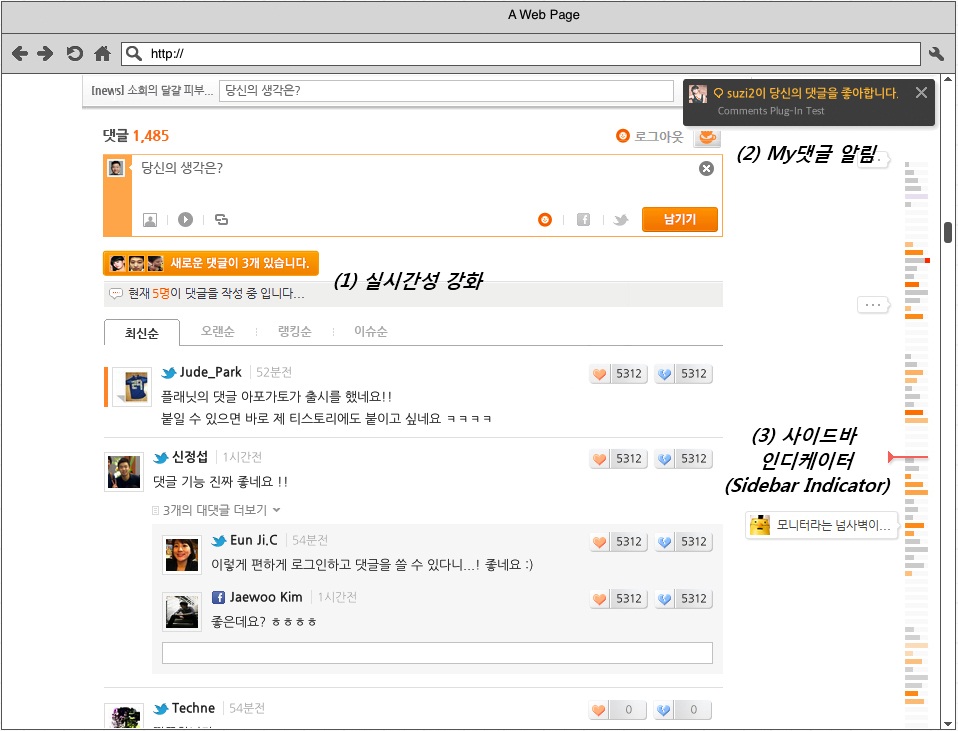 A Web Page
http://
[news] 소희의 달걀 피부...
당신의 생각은?
suzi2이 당신의 댓글을 좋아합니다.
Comments Plug-In Test
댓글 1,485
로그아웃
(2) My댓글 알림
당신의 생각은?
남기기
새로운 댓글이 3개 있습니다.
(1) 실시간성 강화
현재 5명이 댓글을 작성 중 입니다...
최신순
오랜순
랭킹순
이슈순
Jude_Park
52분전
5312
5312
플래닛의 댓글 아포가토가 출시를 했네요!!
붙일 수 있으면 바로 제 티스토리에도 붙이고 싶네요 ㅋㅋㅋㅋ
(3) 사이드바
인디케이터
(Sidebar Indicator)
신정섭
1시간전
5312
5312
댓글 기능 진짜 좋네요 !!
3개의 대댓글 더보기
모니터라는 넘사벽이...
Eun Ji.C
54분전
5312
5312
이렇게 편하게 로그인하고 댓글을 쓸 수 있다니...! 좋네요 :)
Jaewoo Kim
1시간전
5312
5312
좋은데요? ㅎㅎㅎㅎ
Techne
54분전
0
0